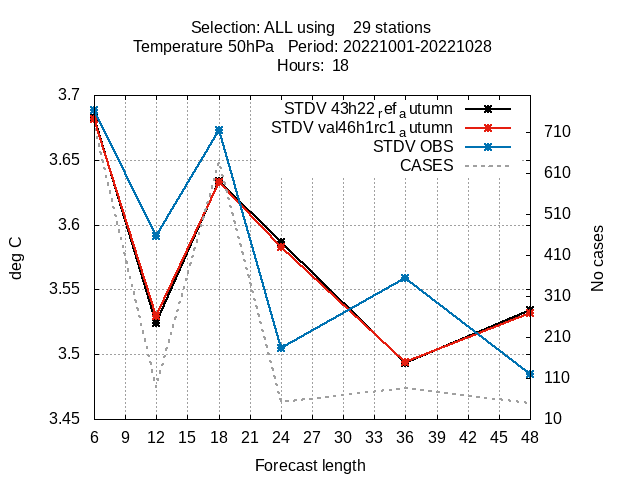 Selection: ALL using    29 stations
Temperature 50hPa   Period: 20221001-20221028
Hours:  18
STDV 43h22ref autumn
STDV val46h1rc1autumn
STDV OBS
CASES
3.7
3.65
3.6
3.55
3.5
3.45
deg C
710
610
510
410
310
210
110
10
No cases
6 9 12 15 18 21 24 27 30 33 36 39 42 45 48
Forecast length